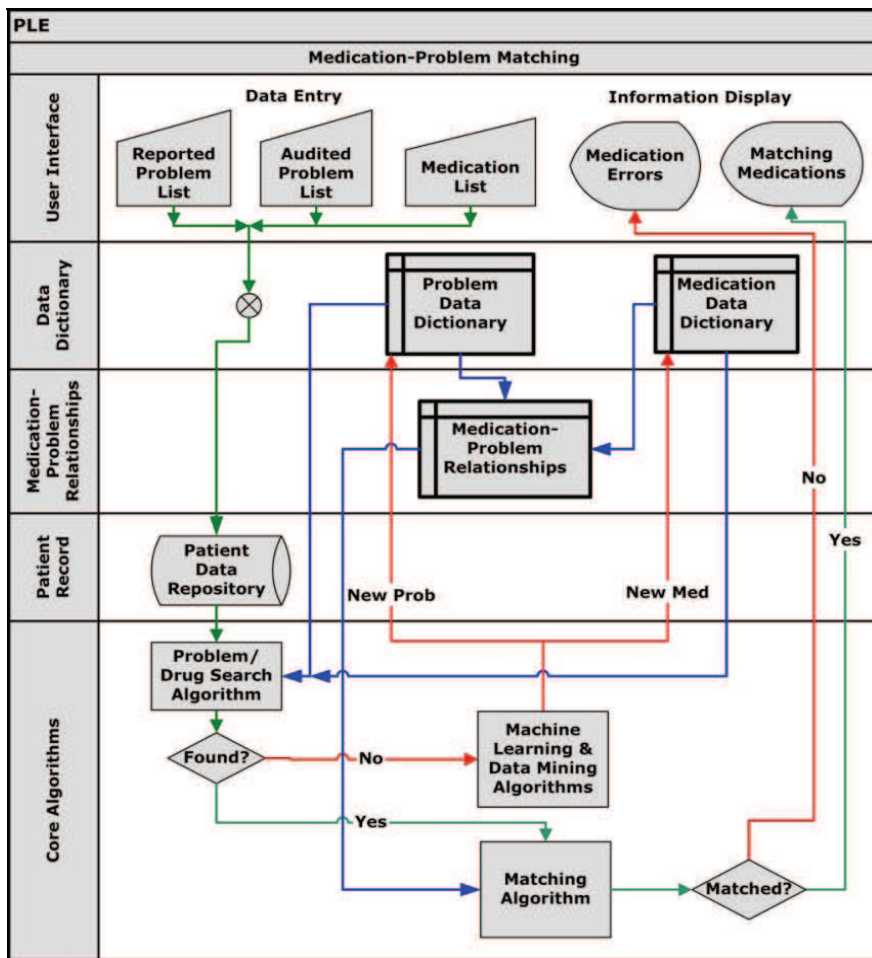 PLE
Medication-Problem Matching
User Interface
Data Entry
Information Display
Reported
Problem
List
Audited
Problem
List
Medication
List
Medication
Errors
Matching
Medications
Data
Dictionary
Problem
Data
Dictionary
Medication
Data
Dictionary
Medication-
Problem
Relationships
Medication-
Problem
Relationships
No
Patient
Record
Patient
Data
Repository
New Prob
New Med
Yes
Core Algorithms
Problem/
Drug Search
Algorithm
Found?
No
Machine
Learning &
Data Mining
Algorithms
Yes
Matching
Algorithm
Matched?